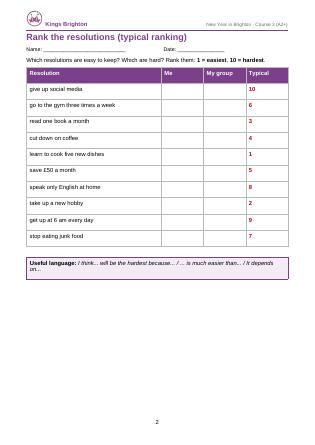 Kings Brighton
New Year in Brighton - Course 3 (A2+)
Rank the resolutions (typical ranking)
Name: ____________________________ Date: ________________
Which resolutions are easy to keep? Which are hard? Rank them: 1 = easiest, 10 = hardest.
Resolution Me My group Typical
give up social media 10
go to the gym three times a week 6
read one book a month 3
cut down on coffee 4
learn to cook five new dishes 1
save £50 a month 5
speak only English at home 8
take up a new hobby 2
get up at 6 am every day 9
stop eating junk food 7
Useful language: I think... will be the hardest because... / ... is much easier than... / It depends
on...
2